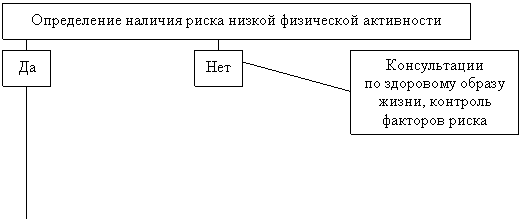 Определение наличия риска низкой физической активности
Да
Нет
Консультации
по здоровому образу
жизни, контроль
факторов риска